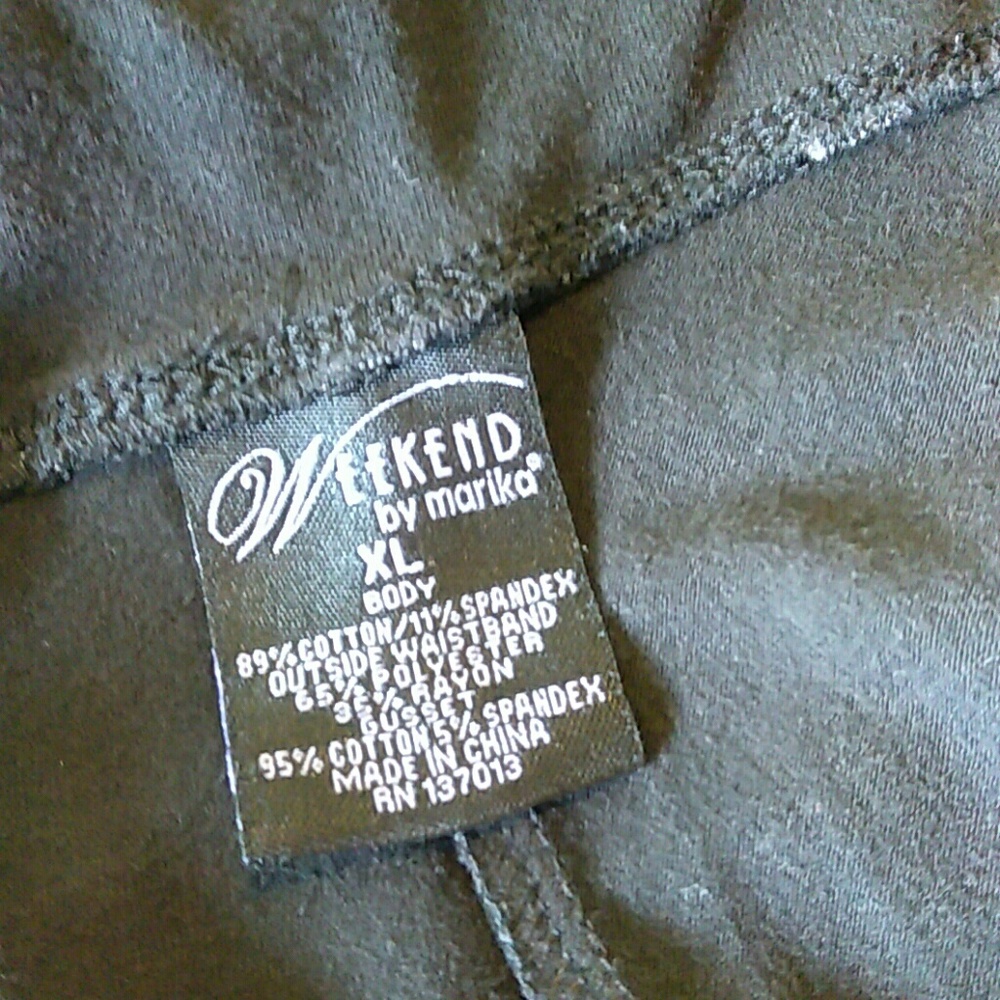 WEEKEND
by marika®
XL
BODY
89% COTTON/11% SPANDEX
OUTSIDE WAISTBAND
65% POLYESTER
35% RAYON
GUSSET
95% COTTON 5% SPANDEX
MADE IN CHINA
RN 137013